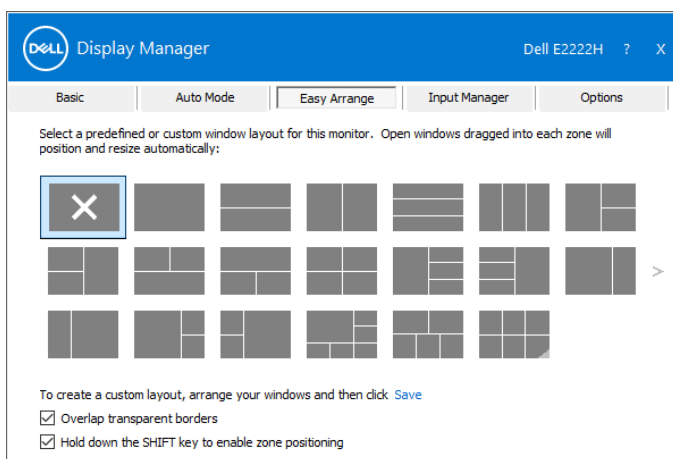 DELL Display Manager Dell E2222H ? X
Basic Auto Mode Easy Arrange Input Manager Options
Select a predefined or custom window layout for this monitor. Open windows dragged into each zone will
position and resize automatically:
>
To create a custom layout, arrange your windows and then click Save
Overlap transparent borders
Hold down the SHIFT key to enable zone positioning